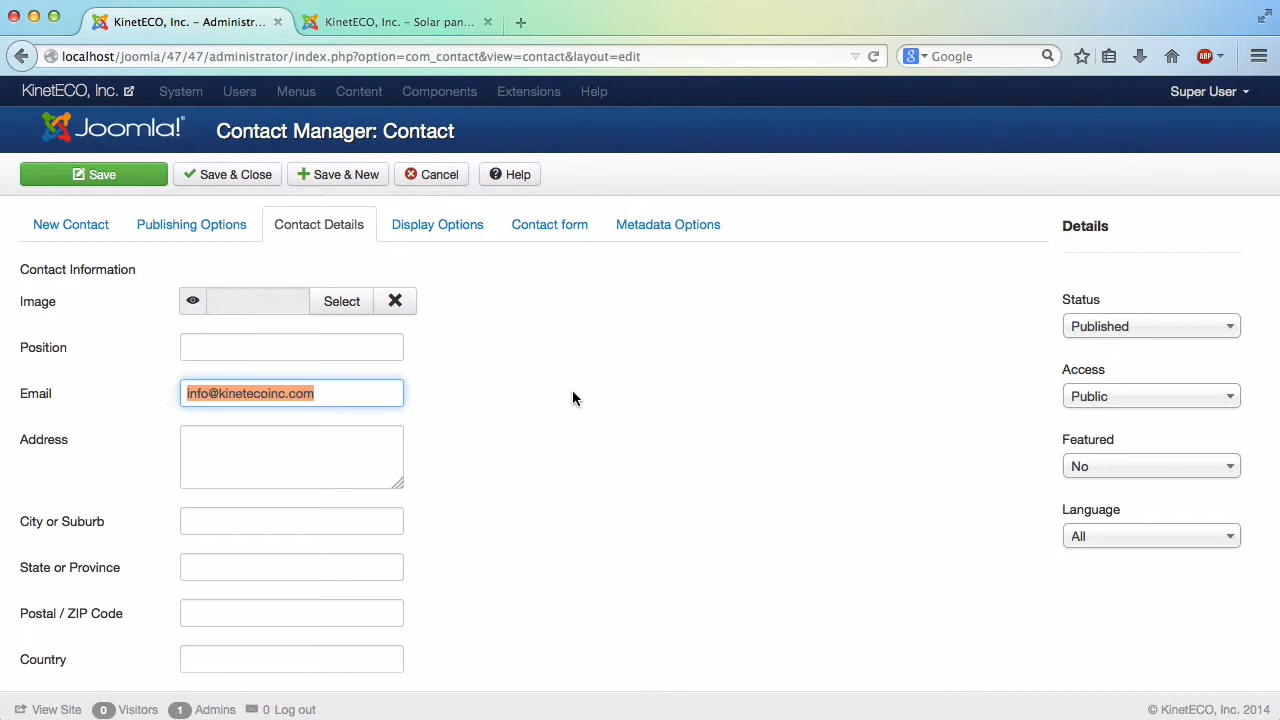 KinetECO, Inc. – Administr...
KinetECO, Inc. – Solar pan...
localhost/joomla/47/47/administrator/index.php?option=com_contact&view=contact&layout=edit
Google
ABP
KinetECO, Inc. System Users Menus Content Components Extensions Help Super User
Joomla! Contact Manager: Contact
Save Save & Close Save & New Cancel Help
New Contact Publishing Options Contact Details Display Options Contact form Metadata Options
Details
Contact Information
Image Select
Position
Email info@kinetecoinc.com
Address
City or Suburb
State or Province
Postal / ZIP Code
Country
Status
Published
Access
Public
Featured
No
Language
All
View Site 0 Visitors 1 Admins 0 Log out
© KinetECO, Inc. 2014